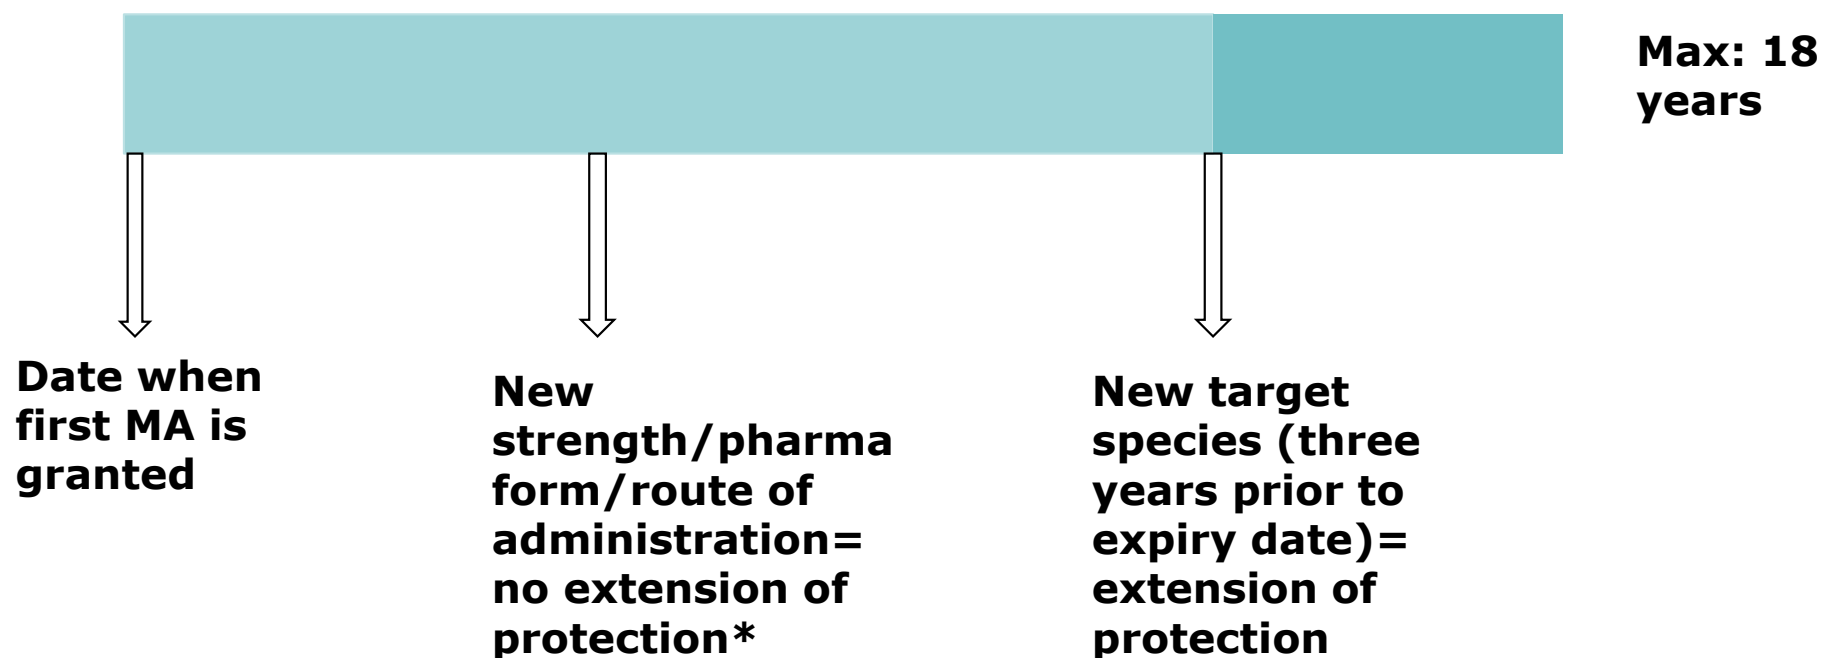 Max: 18
years
Date when
first MA is
granted
New
strength/pharma
form/route of
administration=
no extension of
protection*
New target
species (three
years prior to
expiry date)=
extension of
protection